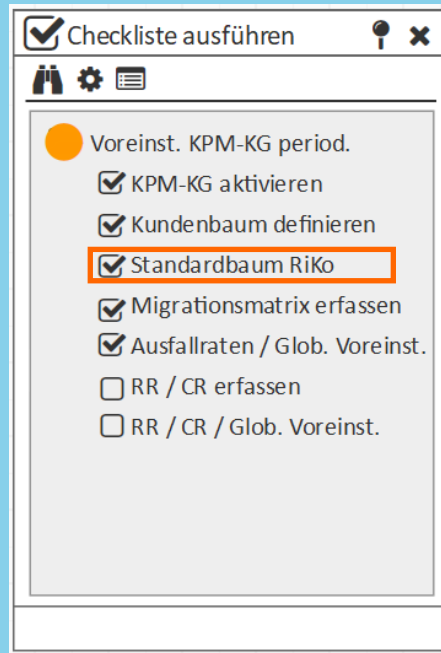 Checkliste ausführen
Voreinst. KPM-KG period.
KPM-KG aktivieren
Kundenbaum definieren
Standardbaum RiKo
Migrationsmatrix erfassen
Ausfallraten / Glob. Voreinst.
RR / CR erfassen
RR / CR / Glob. Voreinst.